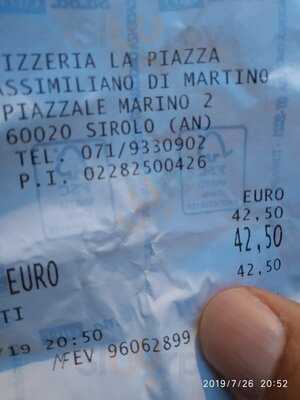 IZZERIA LA PIAZZA
ASSIMILIANO DI MARTINO
PIAZZALE MARINO 2
60020 SIROLO (AN)
TEL. 071/9330902
P.I. 02282500426
EURO
42,50
42,50
EURO
42,50
TI
/19 20:50
MFEV 96062899
2019/7/26 20:52